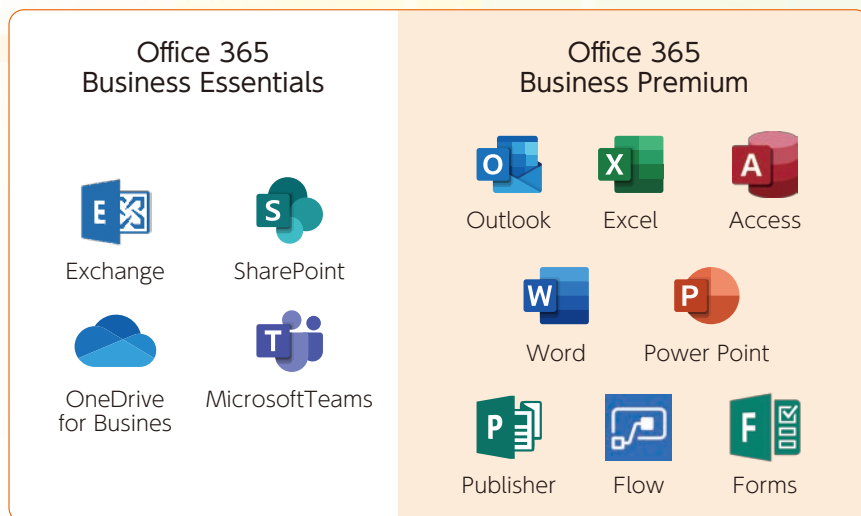 Office 365
Business Essentials
Office 365
Business Premium
E
Exchange
S
SharePoint
OneDrive
for Busines
T
MicrosoftTeams
O
Outlook
X
Excel
A
Access
W
Word
P
Power Point
P
Publisher
Flow
F
Forms